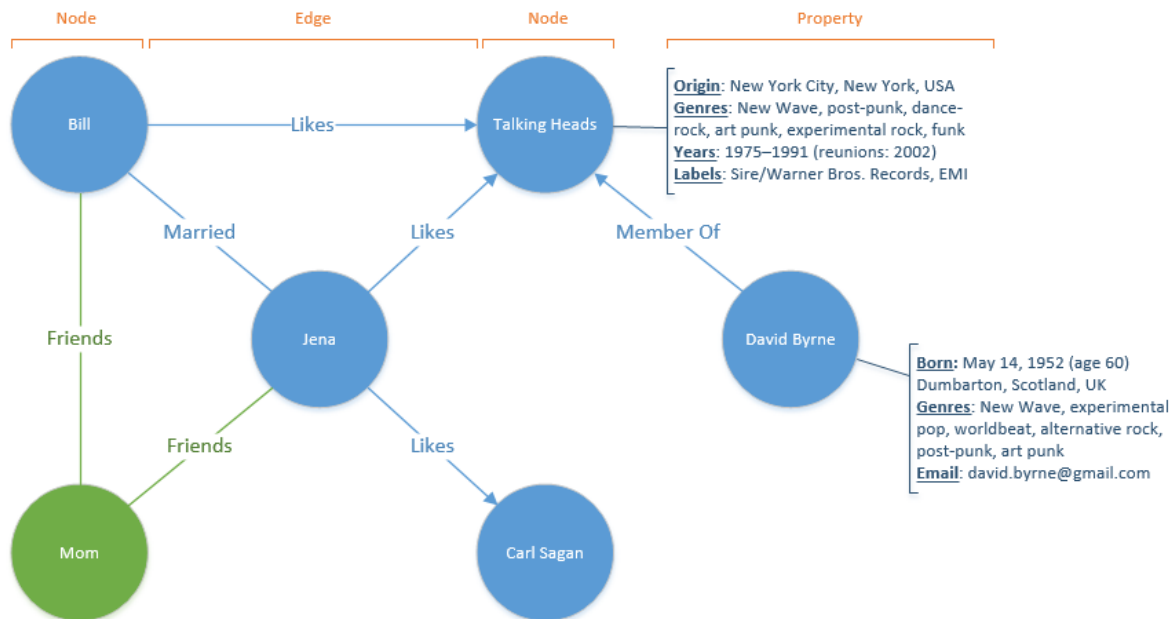 Node
Edge
Node
Property
Bill
Likes
Talking Heads
Origin: New York City, New York, USA
Genres: New Wave, post-punk, dance-
rock, art punk, experimental rock, funk
Years: 1975–1991 (reunions: 2002)
Labels: Sire/Warner Bros. Records, EMI
Married
Likes
Member Of
Friends
Jena
David Byrne
Born: May 14, 1952 (age 60)
Dumbarton, Scotland, UK
Genres: New Wave, experimental
pop, worldbeat, alternative rock,
post-punk, art punk
Email: david.byrne@gmail.com
Friends
Likes
Mom
Carl Sagan